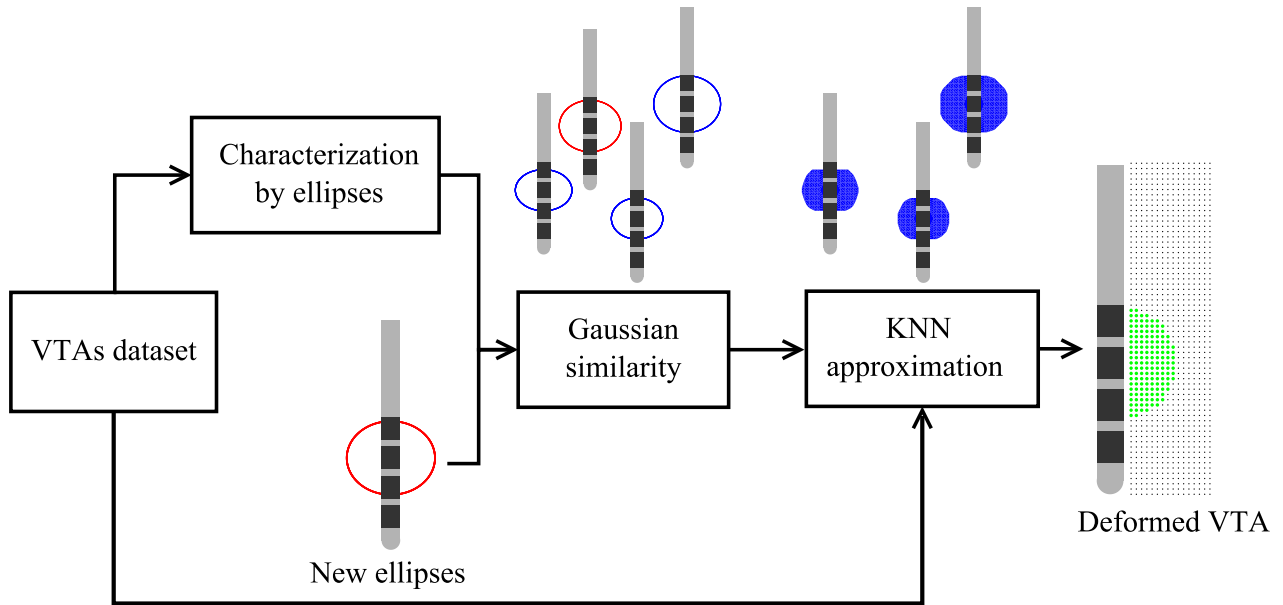 Characterization
by ellipses
VTAs dataset
Gaussian
similarity
KNN
approximation
Deformed VTA
New ellipses